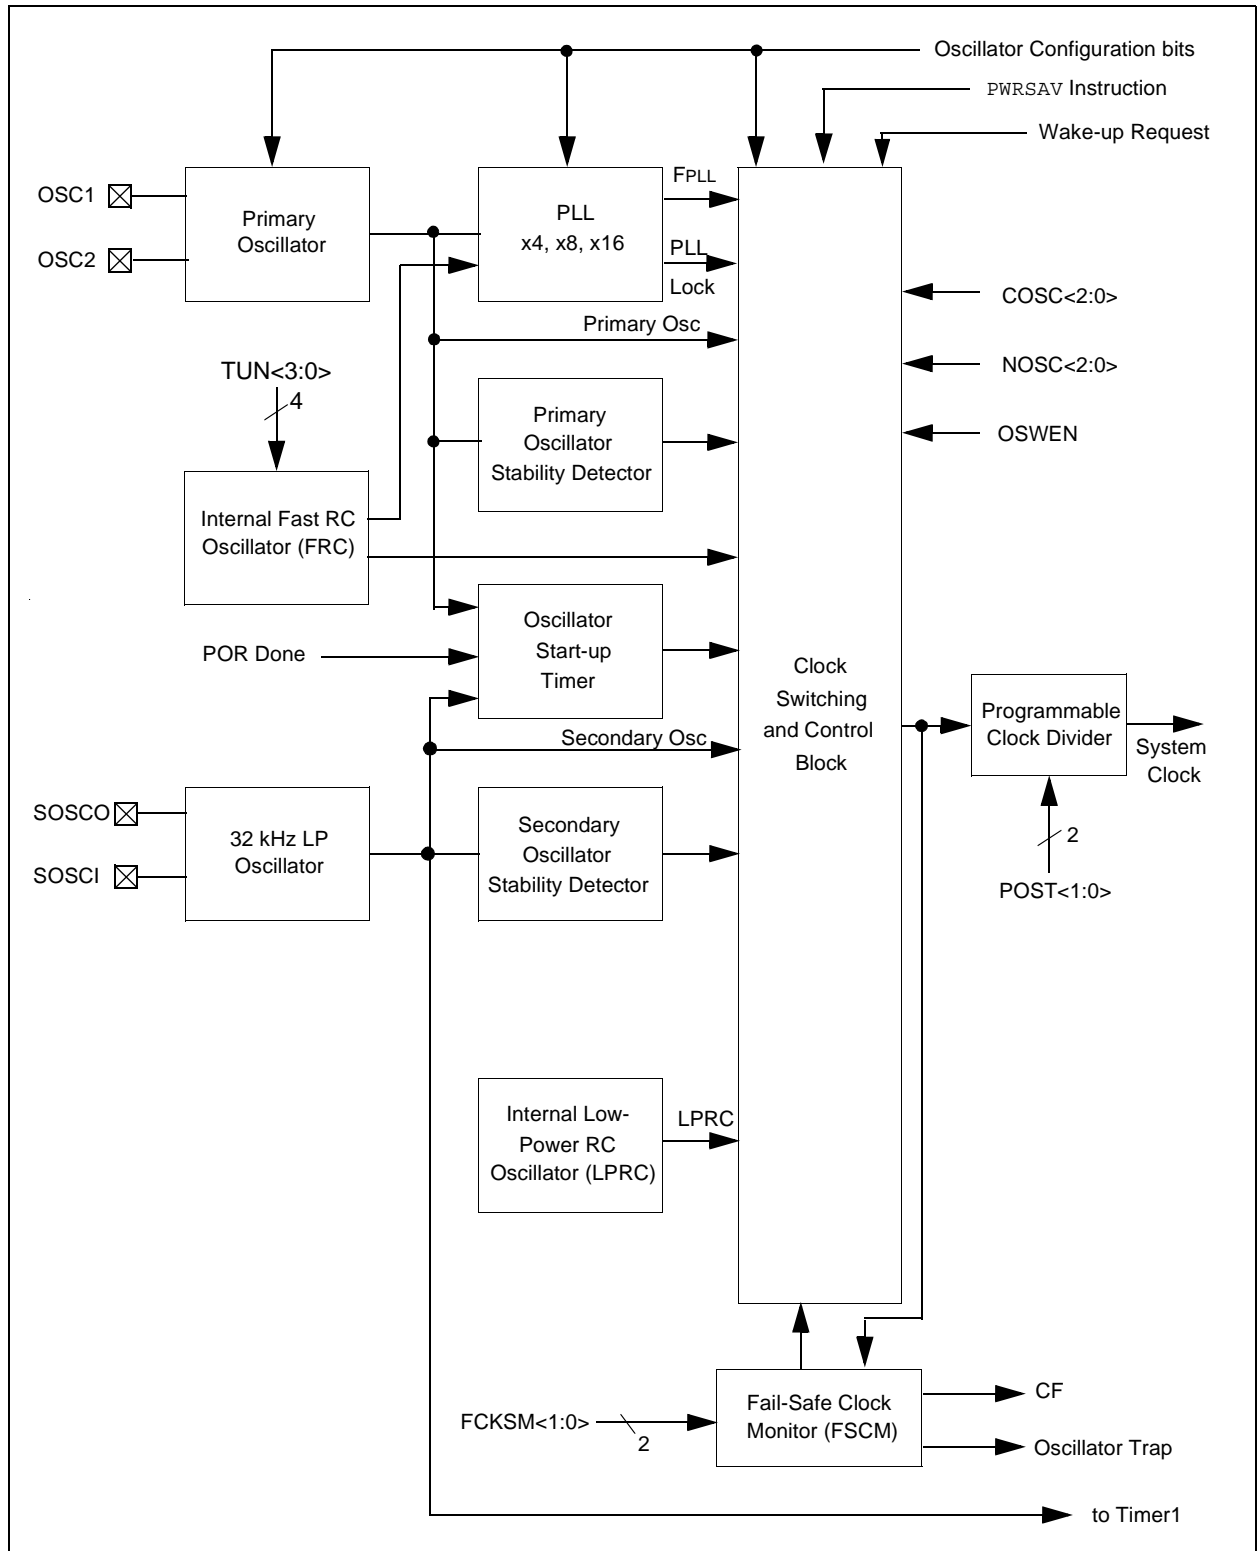 Oscillator Configuration bits
PWRSAV Instruction
Wake-up Request
OSC1
OSC2
Primary
Oscillator
PLL
x4, x8, x16
FPLL
PLL
Lock
COSC<2:0>
Primary Osc
NOSC<2:0>
TUN<3:0>
4
Primary
Oscillator
Stability Detector
OSWEN
Internal Fast RC
Oscillator (FRC)
Oscillator
Start-up
Timer
POR Done
Clock
Switching
and Control
Block
Programmable
Clock Divider
System
Clock
Secondary Osc
SOSCO
SOSCI
32 kHz LP
Oscillator
Secondary
Oscillator
Stability Detector
2
POST<1:0>
Internal Low-
Power RC
Oscillator (LPRC)
LPRC
FCKSM<1:0>
2
Fail-Safe Clock
Monitor (FSCM)
CF
Oscillator Trap
to Timer1